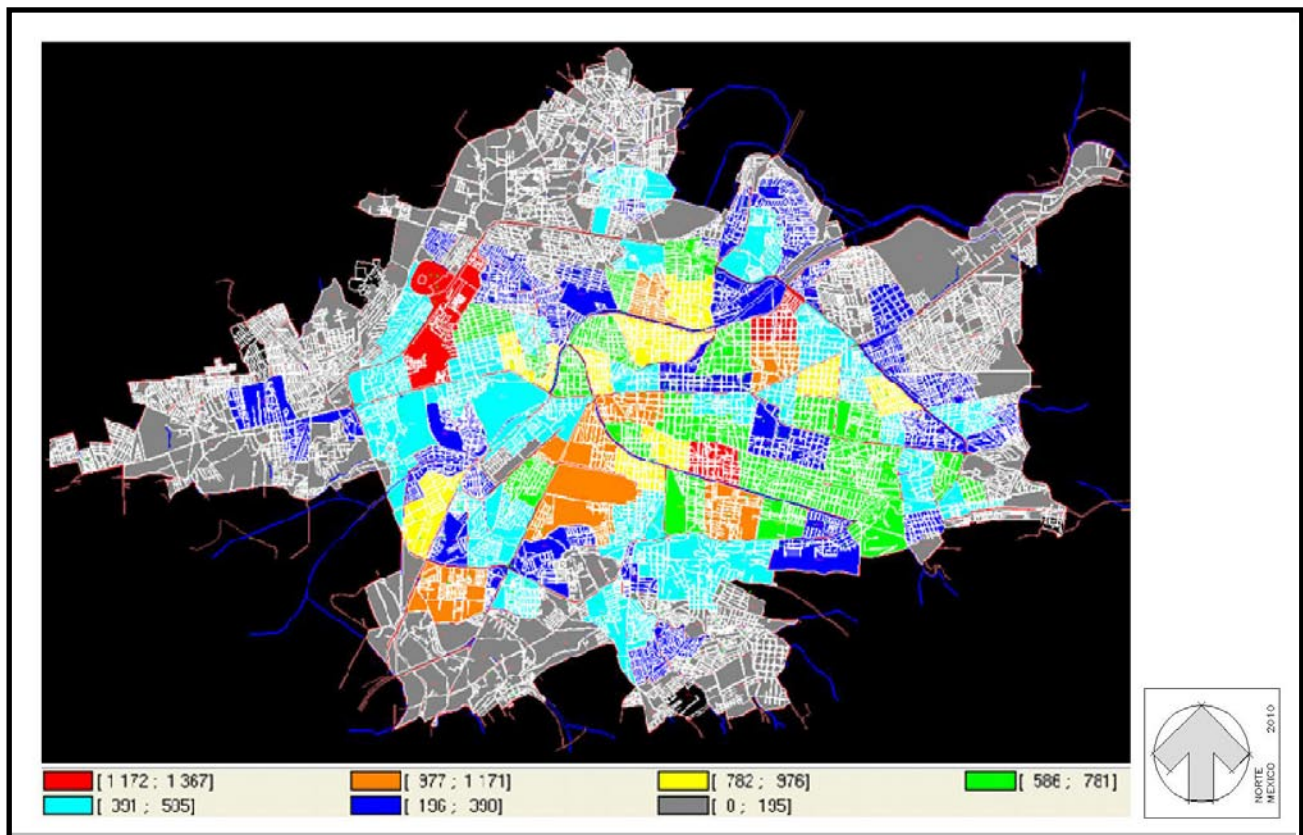 [ 1 172 ; 1 367]
[ 977 ; 1 171]
[ 782 ; 976]
[ 586 ; 781]
[ 391 ; 585]
[ 196 ; 390]
[ 0 ; 195]
NORTE
MEXICO 2010